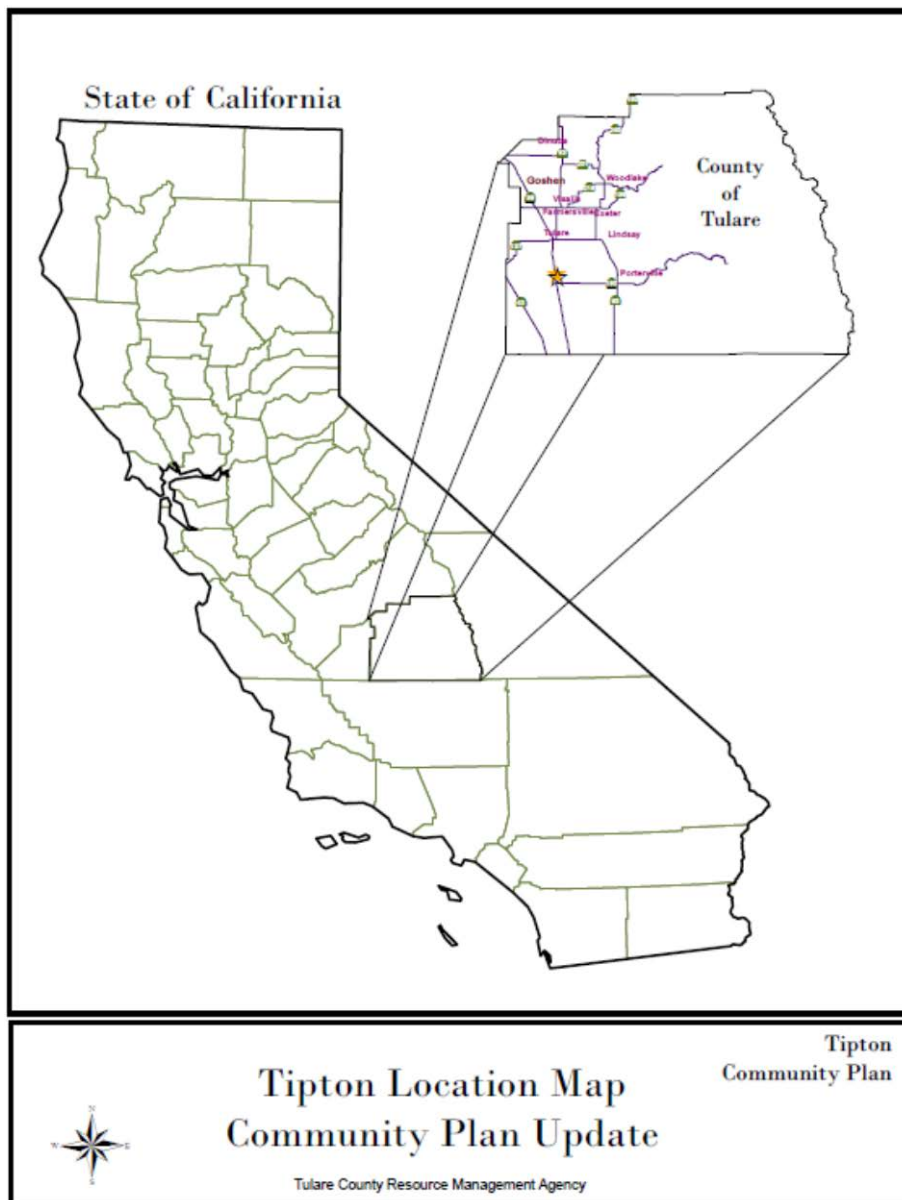 State of California
County
of
Tulare
Dinuba
Goshen
Woodlake
Visalia
Farmersville Exeter
Tulare
Lindsay
Porterville
Tipton
Community Plan
Tipton Location Map
Community Plan Update
N
W E
S
Tulare County Resource Management Agency